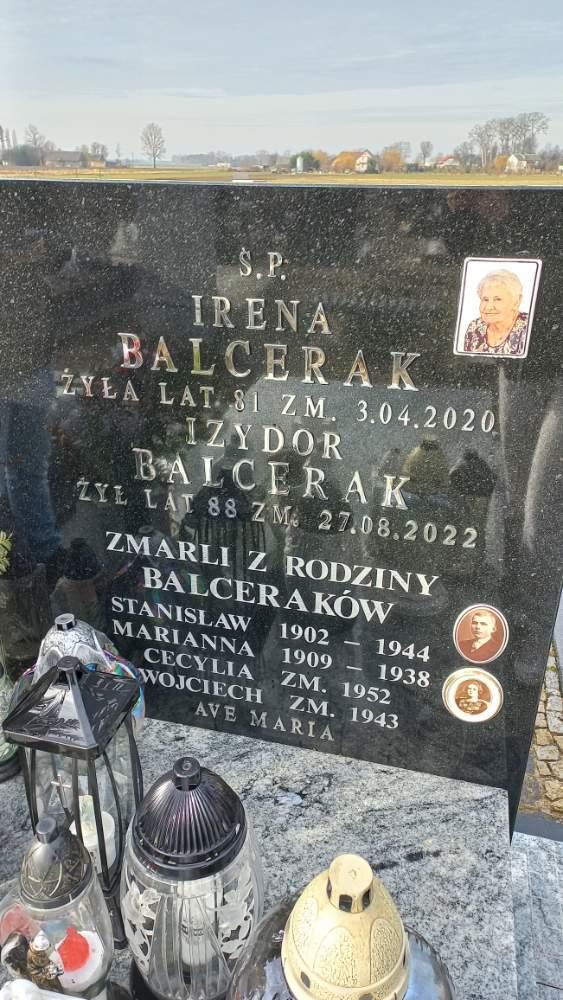 Ś.P.
IRENA
BALCERAK
ŻYŁA LAT 81 ZM. 3.04.2020
IZYDOR
BALCERAK
ŻYŁ LAT 88 ZM. 27.08.2022
ZMARLI Z RODZINY
BALCERAKÓW
STANISŁAW 1902 – 1944
MARIANNA 1909 – 1938
CECYLIA ZM. 1952
WOJCIECH ZM. 1943
AVE MARIA